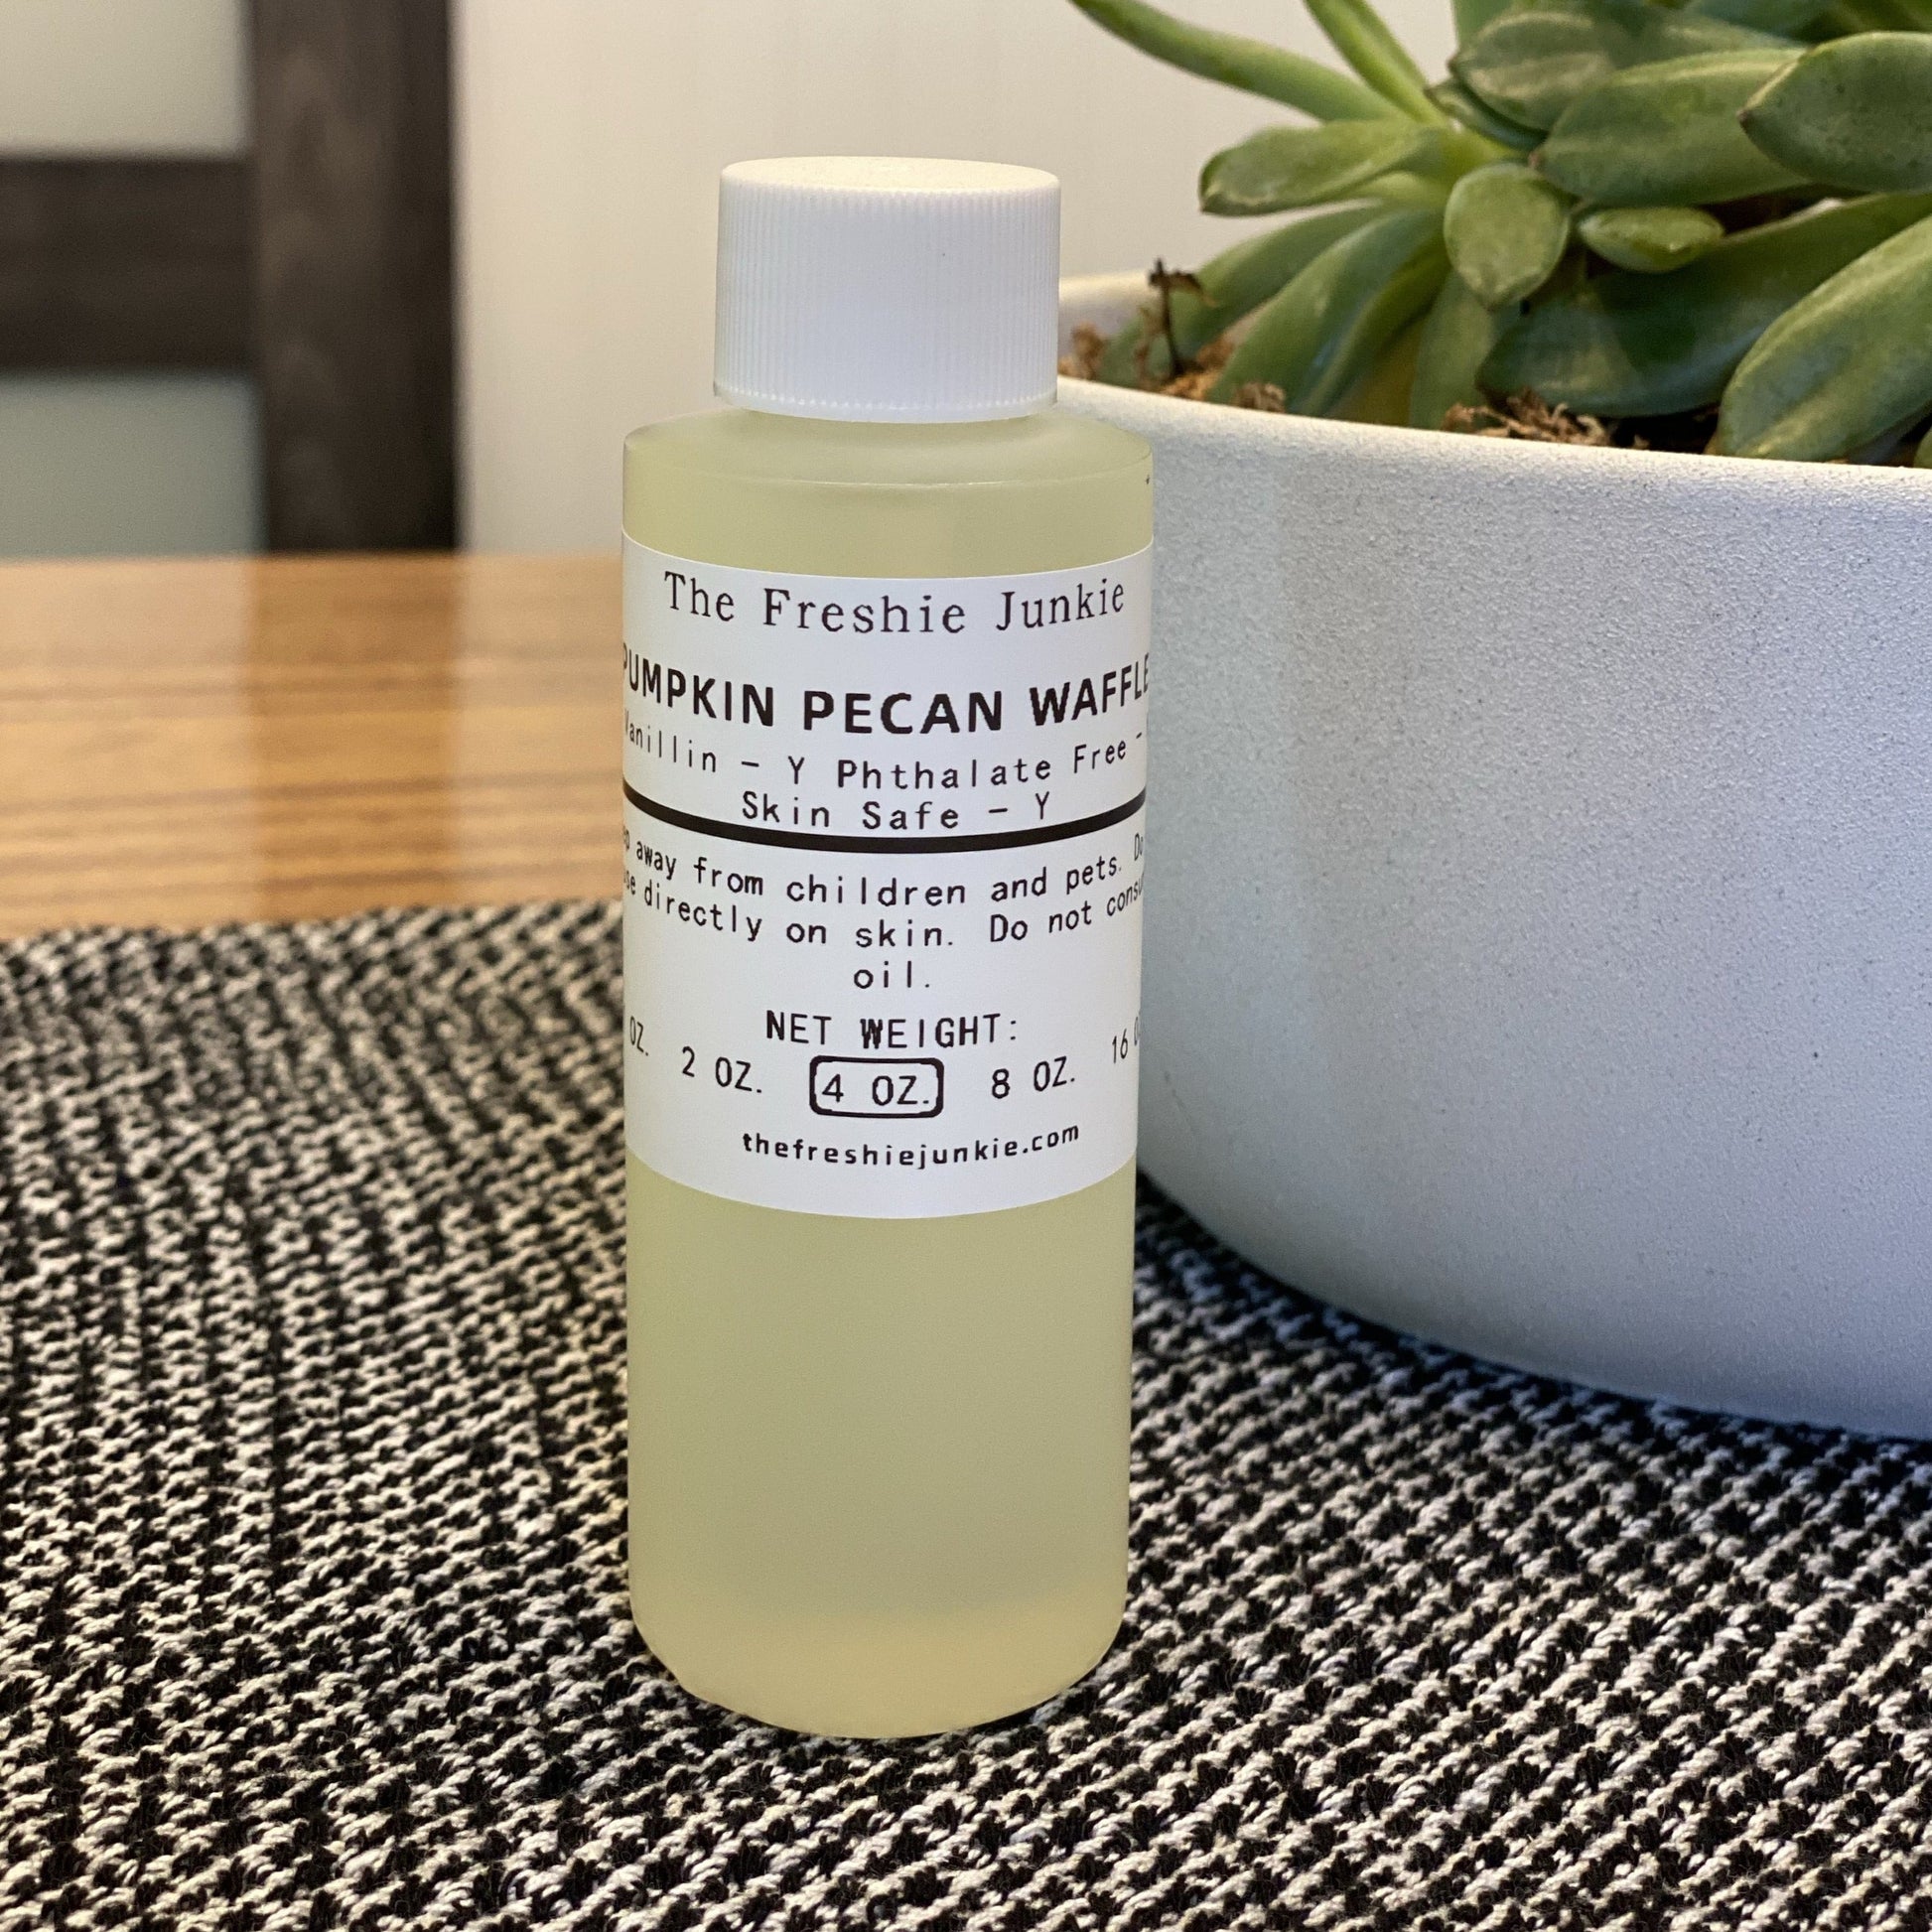 The Freshie Junkie
PUMPKIN PECAN WAFFLE
Vanillin - Y Phthalate Free -
Skin Safe - Y
away from children and pets.
directly on skin. Do not
oil.
NET WEIGHT:
OZ. 2 OZ. 4 OZ. 8 OZ. 16
thefreshiejunkie.com